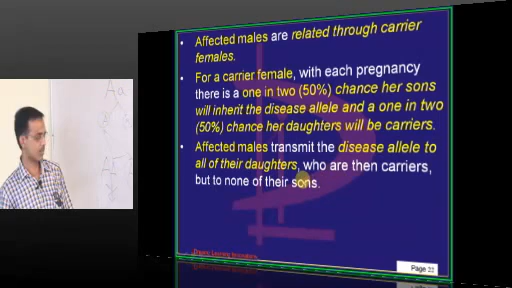 Aa
• Affected males are related through carrier
females.
• For a carrier female, with each pregnancy
there is a one in two (50%) chance her sons
will inherit the disease allele and a one in two
(50%) chance her daughters will be carriers.
• Affected males transmit the disease allele to
all of their daughters, who are then carriers,
but to none of their sons.
Page 22